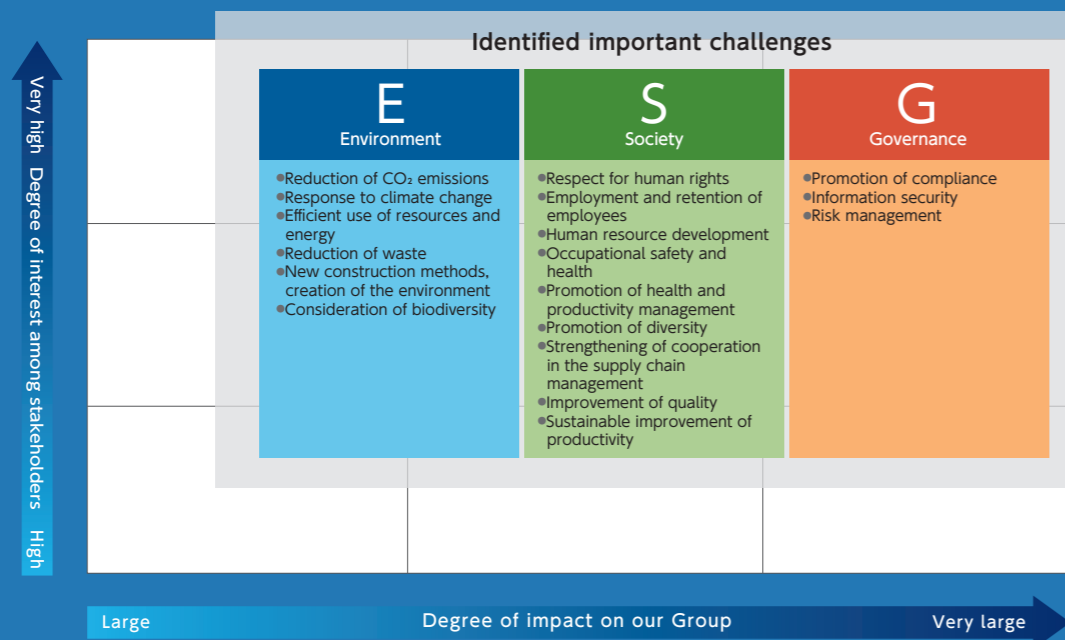 Identified important challenges
E
Environment
●Reduction of CO₂ emissions
●Response to climate change
●Efficient use of resources and
energy
●Reduction of waste
●New construction methods,
creation of the environment
●Consideration of biodiversity
S
Society
●Respect for human rights
●Employment and retention of
employees
●Human resource development
●Occupational safety and
health
●Promotion of health and
productivity management
●Promotion of diversity
●Strengthening of cooperation
in the supply chain
management
●Improvement of quality
●Sustainable improvement of
productivity
G
Governance
●Promotion of compliance
●Information security
●Risk management
Very high Degree of interest among stakeholders High
Large Degree of impact on our Group Very large